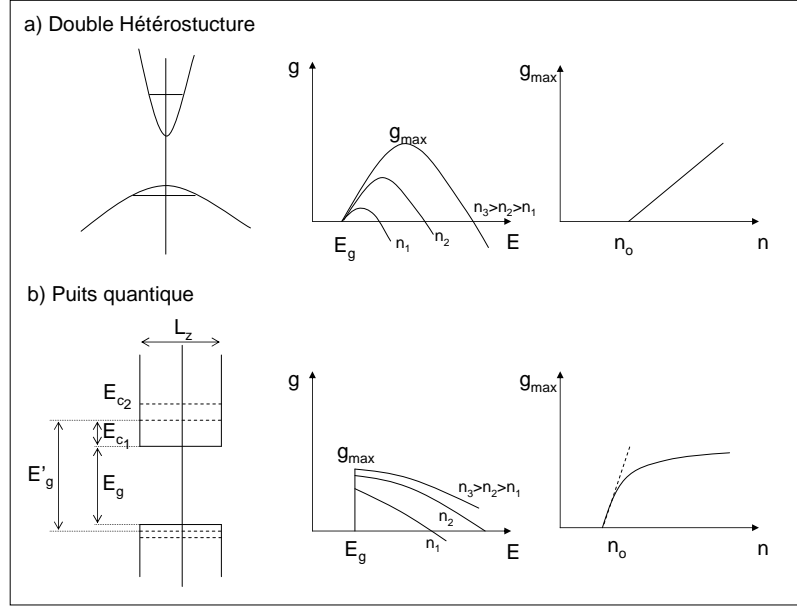 a) Double Hétérostucture
g
g_max
n_3>n_2>n_1
n_1
n_2
E_g
E
g_max
n_o
n
b) Puits quantique
L_z
E_c2
E_c1
E'_g
E_g
g
g_max
n_3>n_2>n_1
n_2
n_1
E_g
E
g_max
n_o
n